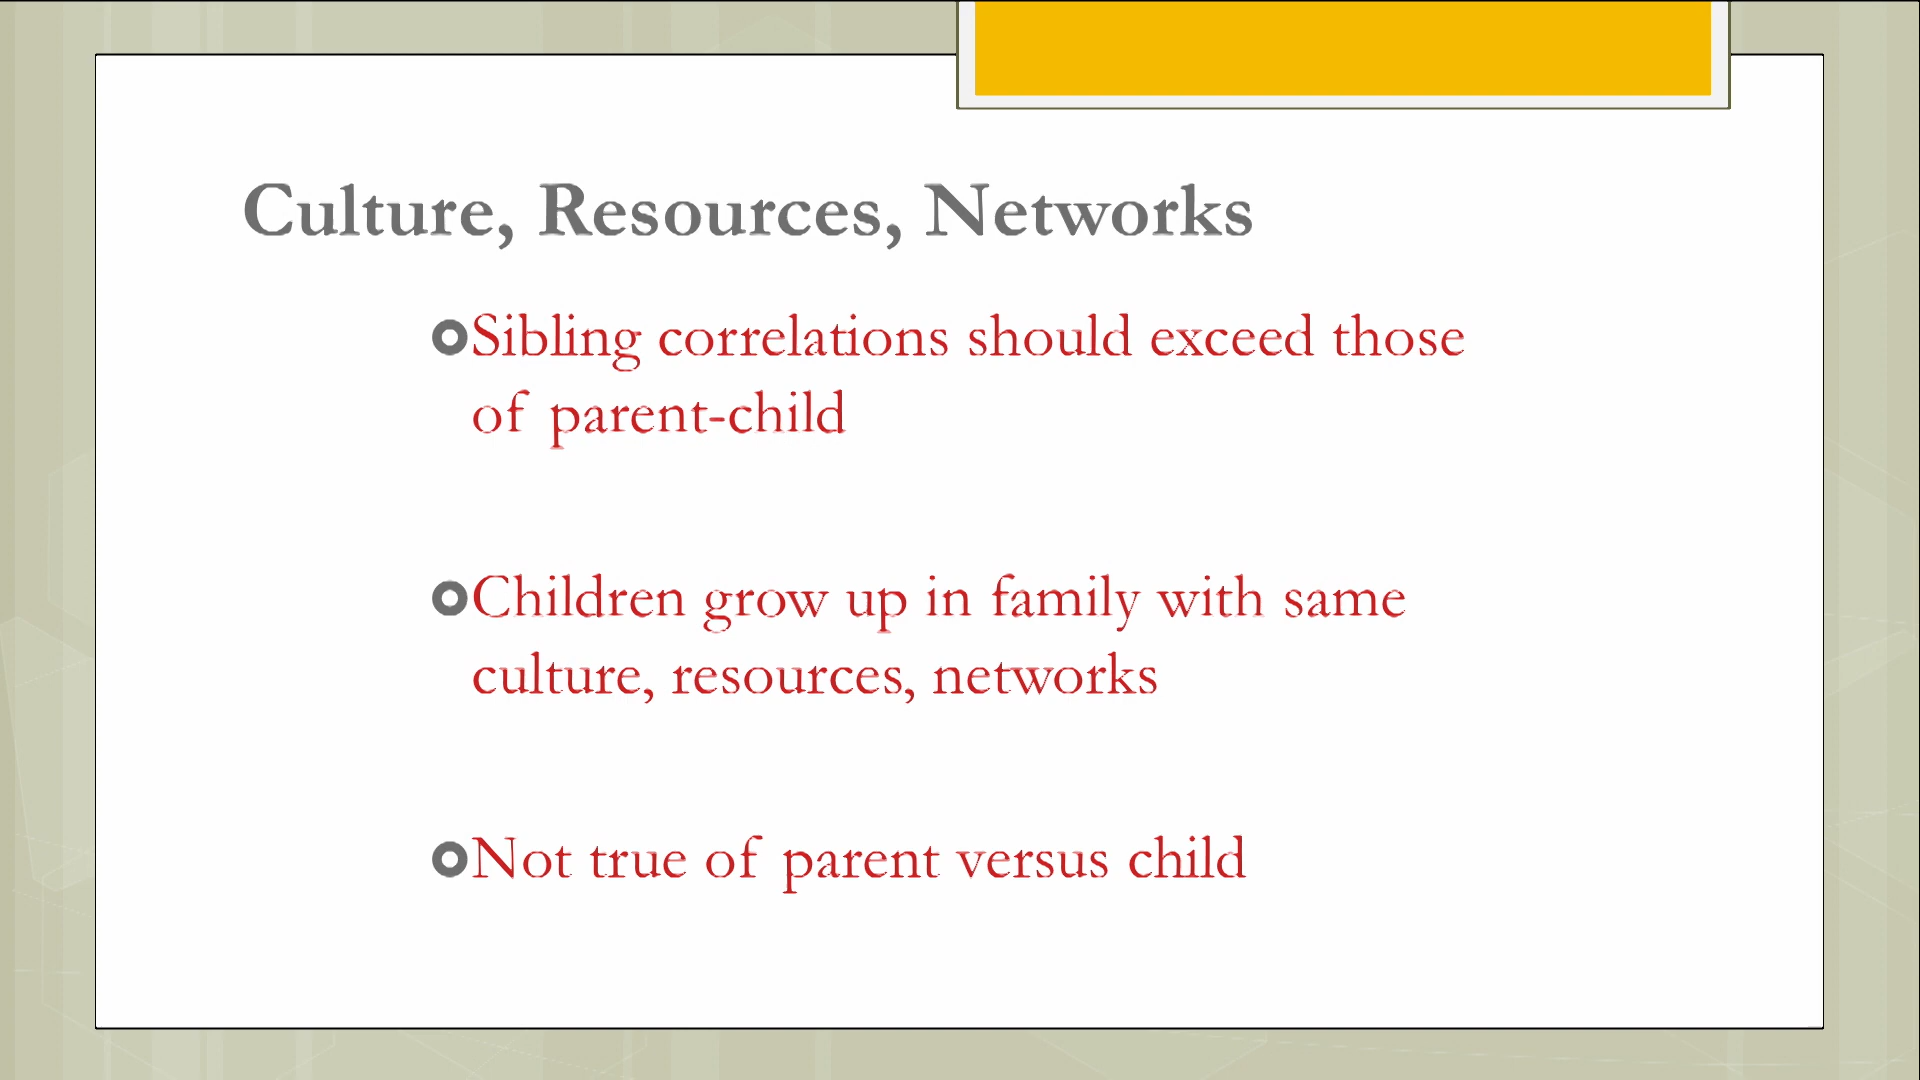 Culture, Resources, Networks
Sibling correlations should exceed those
of parent-child
Children grow up in family with same
culture, resources, networks
Not true of parent versus child